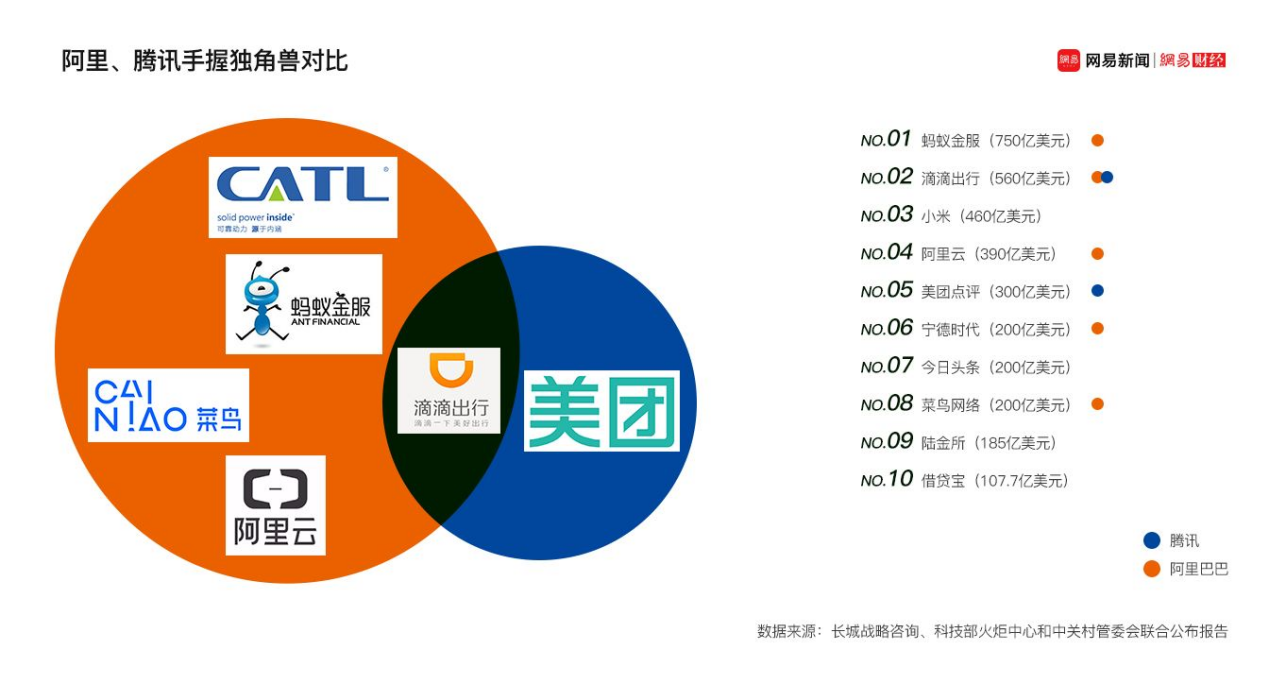 阿里、腾讯手握独角兽对比
网易 网易新闻 | 網易财经
CATL®
solid power inside
可靠动力 源于内涵
蚂蚁金服
ANT FINANCIAL
CAI
NIAO 菜鸟
阿里云
滴滴出行
滴滴一下 美好出行
美团
NO.01 蚂蚁金服（750亿美元）
NO.02 滴滴出行（560亿美元）
NO.03 小米（460亿美元）
NO.04 阿里云（390亿美元）
NO.05 美团点评（300亿美元）
NO.06 宁德时代（200亿美元）
NO.07 今日头条（200亿美元）
NO.08 菜鸟网络（200亿美元）
NO.09 陆金所（185亿美元）
NO.10 借贷宝（107.7亿美元）
腾讯
阿里巴巴
数据来源：长城战略咨询、科技部火炬中心和中关村管委会联合公布报告